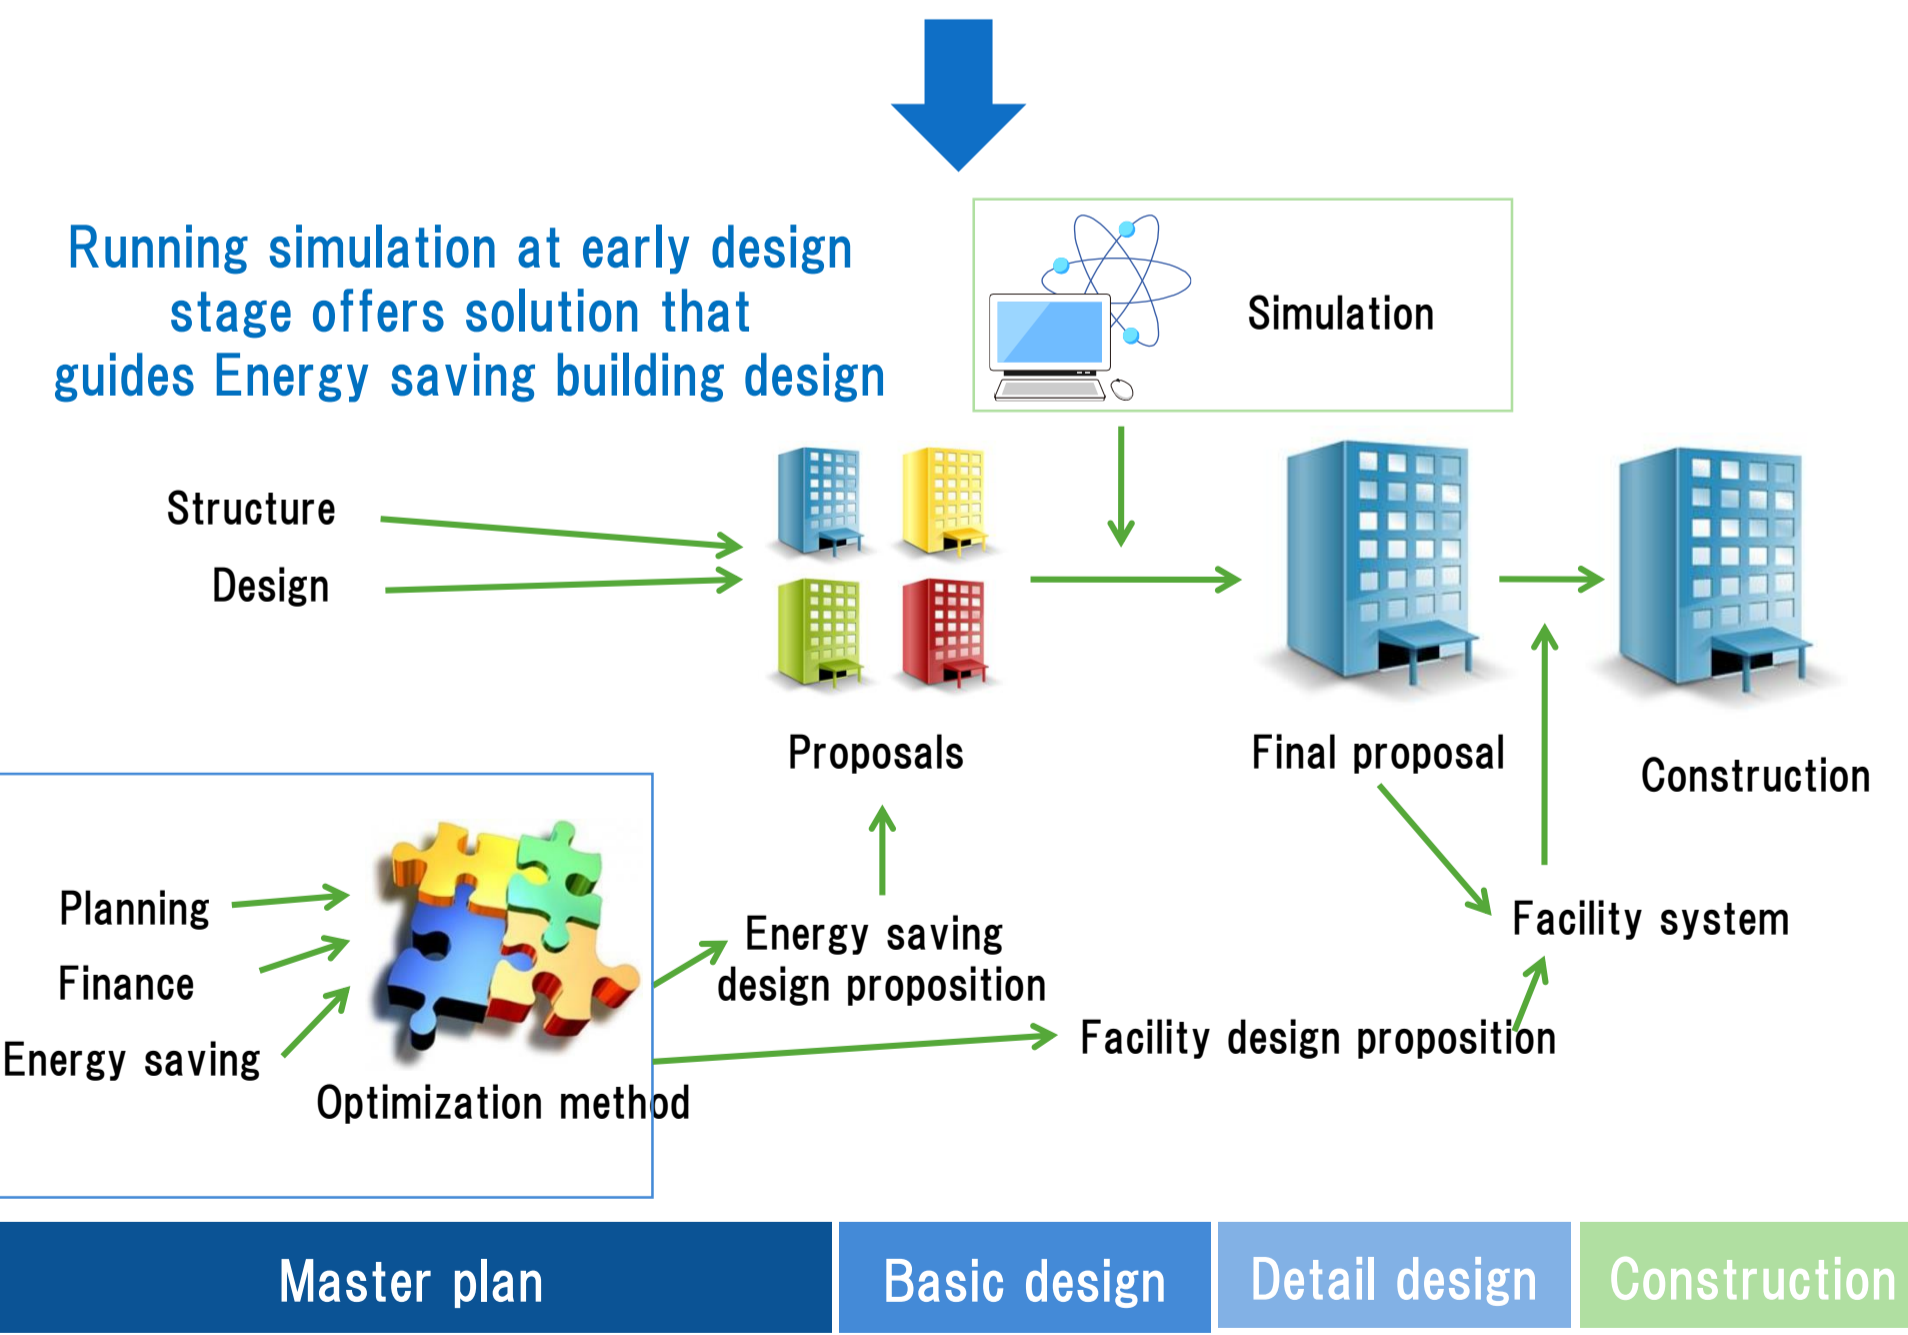 Running simulation at early design
stage offers solution that
guides Energy saving building design
Simulation
Structure
Design
Proposals
Final proposal
Construction
Planning
Finance
Energy saving
Optimization method
Energy saving
design proposition
Facility design proposition
Facility system
Master plan
Basic design
Detail design
Construction